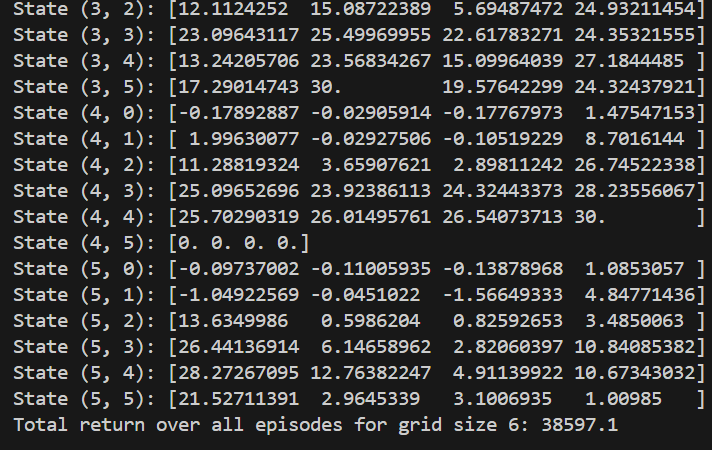 State (3, 2): [12.1124252   15.08722389  5.69487472 24.93211454]
State (3, 3): [23.09643117 25.49969955 22.61783271 24.35321555]
State (3, 4): [13.24205706 23.56834267 15.09964039 27.1844485 ]
State (3, 5): [17.29014743 30.         19.57642299 24.32437921]
State (4, 0): [-0.17892887 -0.02905914 -0.17767973  1.47547153]
State (4, 1): [ 1.99630077 -0.02927506 -0.10519229  8.7016144 ]
State (4, 2): [11.28819324  3.65907621  2.89811242 26.74522338]
State (4, 3): [25.09652696 23.92386113 24.32443373 28.23556067]
State (4, 4): [25.70290319 26.01495761 26.54073713 30.        ]
State (4, 5): [0. 0. 0. 0.]
State (5, 0): [-0.09737002 -0.11005935 -0.13878968  1.0853057 ]
State (5, 1): [-1.04922569 -0.0451022  -1.56649333  4.84771436]
State (5, 2): [13.6349986   0.5986204   0.82592653  3.4850063 ]
State (5, 3): [26.44136914  6.14658962  2.82060397 10.84085382]
State (5, 4): [28.27267095 12.76382247  4.91139922 10.67343032]
State (5, 5): [21.52711391  2.9645339   3.1006935   1.00985   ]
Total return over all episodes for grid size 6: 38597.1